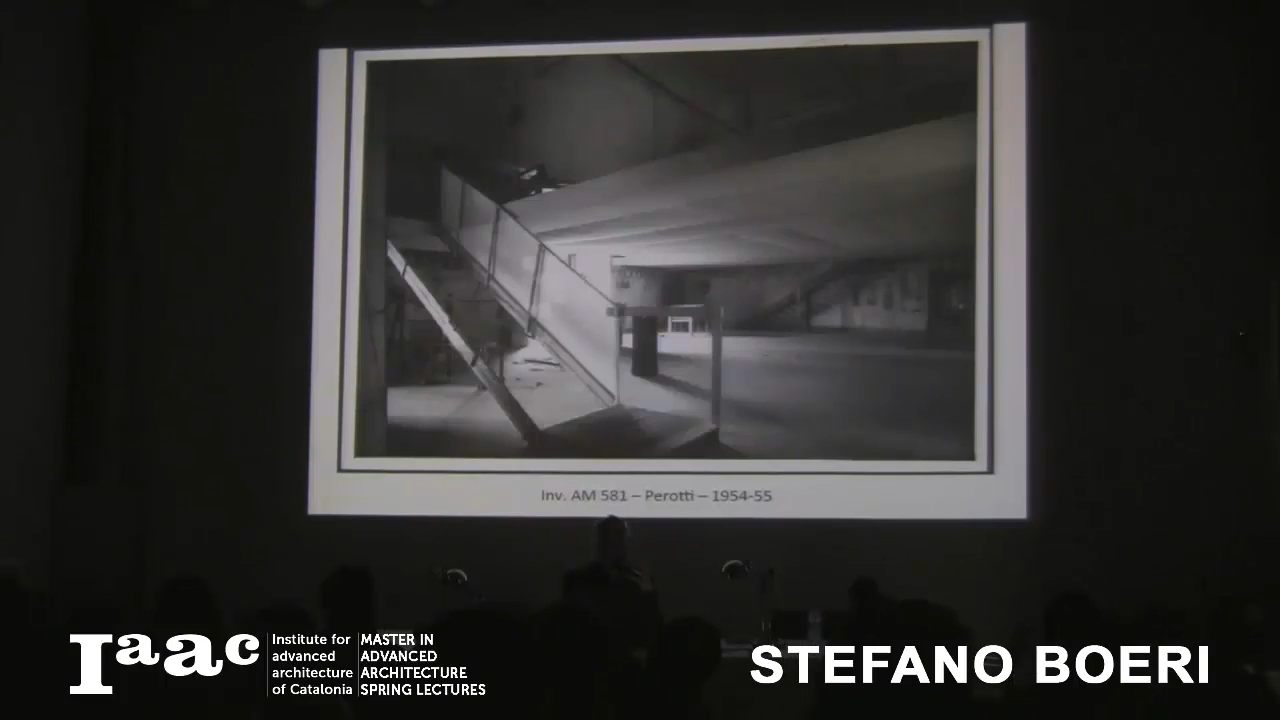 Inv. AM 581 – Perotti – 1954-55
Iaac
Institute for
advanced
architecture
of Catalonia
MASTER IN
ADVANCED
ARCHITECTURE
SPRING LECTURES
STEFANO BOERI